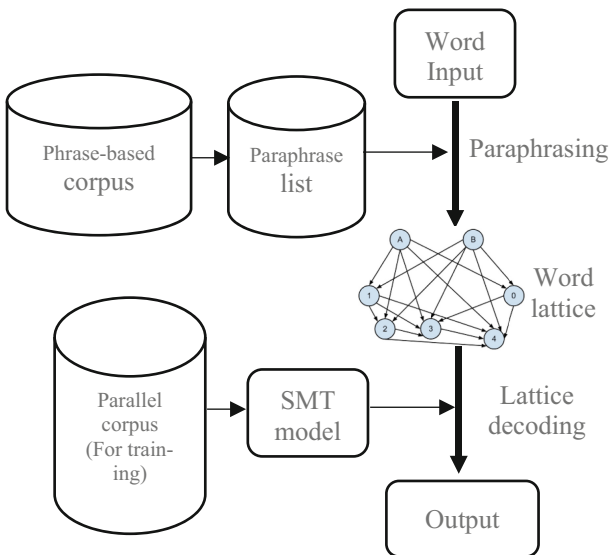 Word
Input
Phrase-based
corpus
Paraphrase
list
Paraphrasing
A
B
1
0
2
3
4
Word
lattice
Parallel
corpus
(For train-
ing)
SMT
model
Lattice
decoding
Output